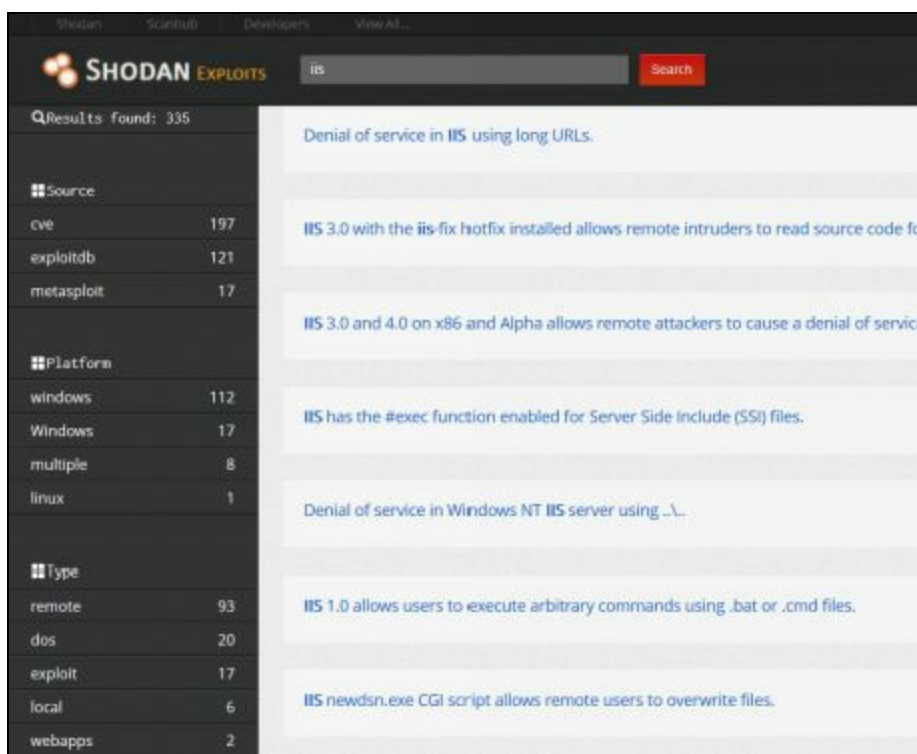 Shodan Scanhub Developers View All...
SHODAN EXPLOITS
iis
Search
Results found: 335
Source
cve 197
exploitdb 121
metasploit 17
Platform
windows 112
Windows 17
multiple 8
linux 1
Type
remote 93
dos 20
exploit 17
local 6
webapps 2
Denial of service in IIS using long URLs.
IIS 3.0 with the iis-fix hotfix installed allows remote intruders to read source code fo
IIS 3.0 and 4.0 on x86 and Alpha allows remote attackers to cause a denial of servic
IIS has the #exec function enabled for Server Side Include (SSI) files.
Denial of service in Windows NT IIS server using ..\..
IIS 1.0 allows users to execute arbitrary commands using .bat or .cmd files.
IIS newdsn.exe CGI script allows remote users to overwrite files.